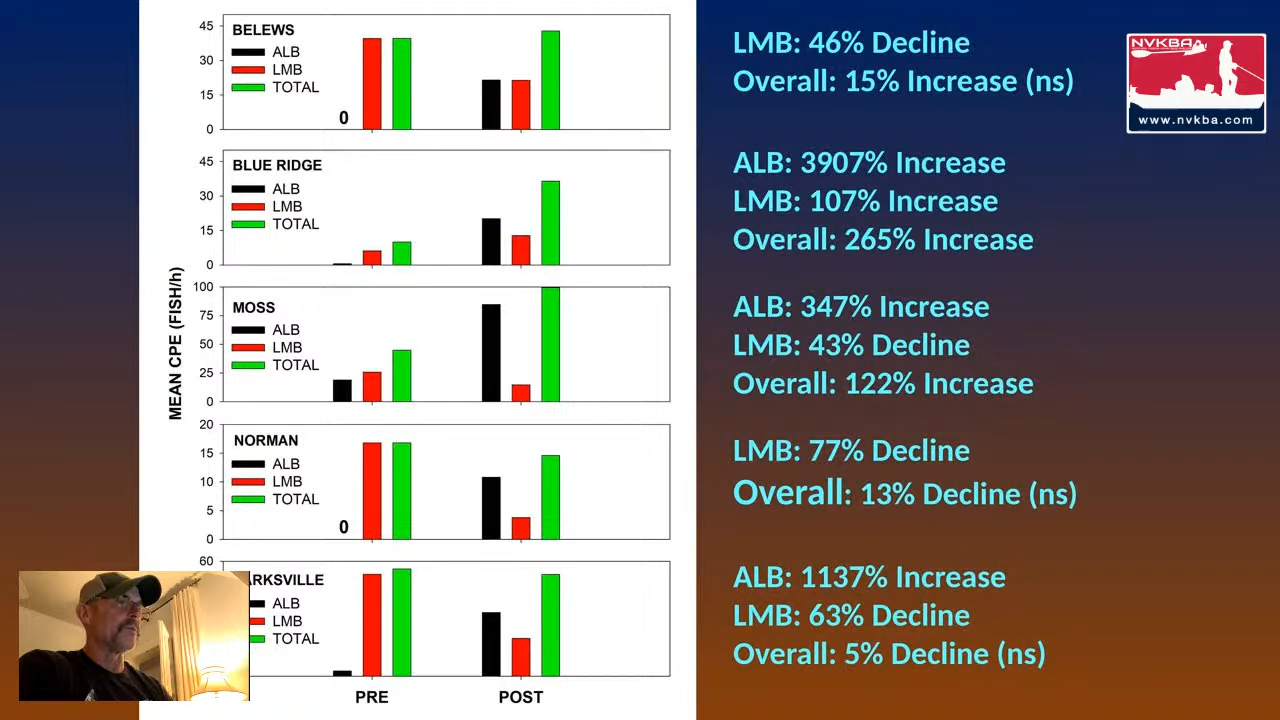 MEAN CPE (FISH/h)
BELEWS
ALB
LMB
TOTAL
45
30
15
0
0
BLUE RIDGE
ALB
LMB
TOTAL
45
30
15
0
MOSS
ALB
LMB
TOTAL
100
75
50
25
0
NORMAN
ALB
LMB
TOTAL
20
15
10
5
0
0
60
ARKSVILLE
ALB
LMB
TOTAL
PRE POST
LMB: 46% Decline
Overall: 15% Increase (ns)
ALB: 3907% Increase
LMB: 107% Increase
Overall: 265% Increase
ALB: 347% Increase
LMB: 43% Decline
Overall: 122% Increase
LMB: 77% Decline
Overall: 13% Decline (ns)
ALB: 1137% Increase
LMB: 63% Decline
Overall: 5% Decline (ns)
NVKBA
www.nvkba.com